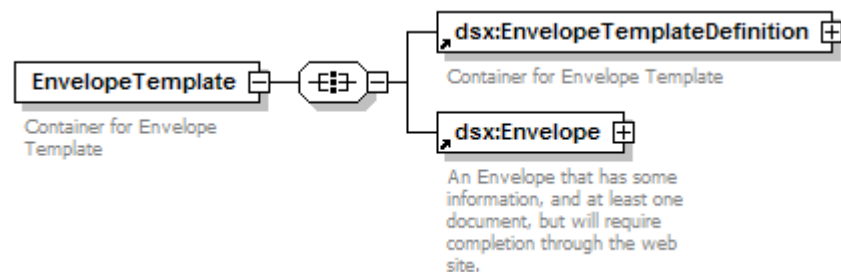 dsx:EnvelopeTemplateDefinition
Container for Envelope Template
EnvelopeTemplate
Container for Envelope
Template
dsx:Envelope
An Envelope that has some
information, and at least one
document, but will require
completion through the web
site.